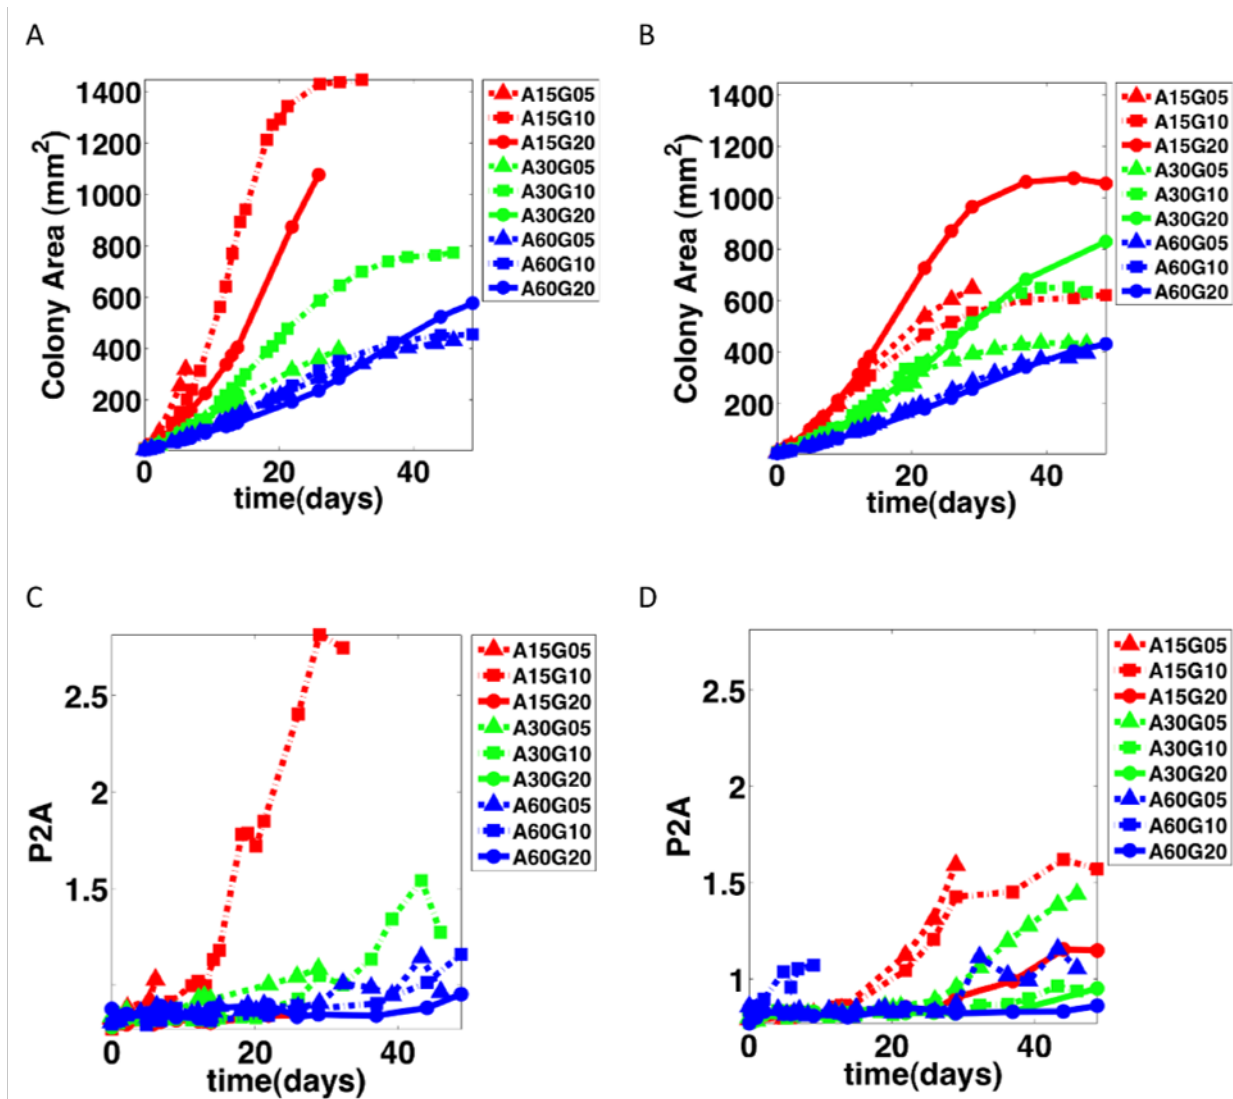 A
1400
1200
1000
800
600
400
200
0
20
40
Colony Area (mm²)
time(days)
A15G05
A15G10
A15G20
A30G05
A30G10
A30G20
A60G05
A60G10
A60G20
B
1400
1200
1000
800
600
400
200
0
20
40
Colony Area (mm²)
time(days)
A15G05
A15G10
A15G20
A30G05
A30G10
A30G20
A60G05
A60G10
A60G20
C
2.5
2
1.5
1
0
20
40
P2A
time(days)
A15G05
A15G10
A15G20
A30G05
A30G10
A30G20
A60G05
A60G10
A60G20
D
2.5
2
1.5
1
0
20
40
P2A
time(days)
A15G05
A15G10
A15G20
A30G05
A30G10
A30G20
A60G05
A60G10
A60G20